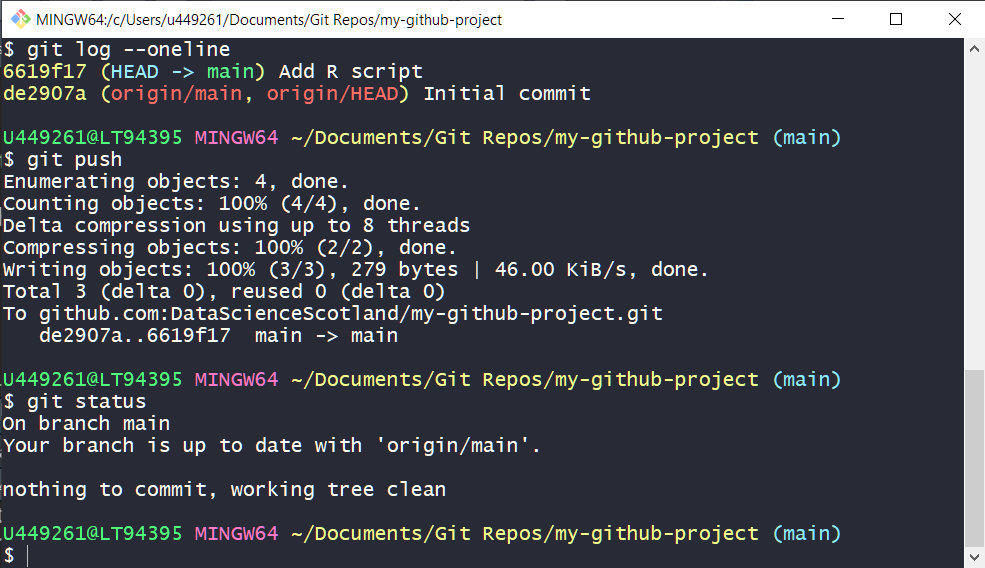 MINGW64:/c/Users/u449261/Documents/Git Repos/my-github-project
$ git log --oneline
6619f17 (HEAD -> main) Add R script
de2907a (origin/main, origin/HEAD) Initial commit
U449261@LT94395 MINGW64 ~/Documents/Git Repos/my-github-project (main)
$ git push
Enumerating objects: 4, done.
Counting objects: 100% (4/4), done.
Delta compression using up to 8 threads
Compressing objects: 100% (2/2), done.
Writing objects: 100% (3/3), 279 bytes | 46.00 KiB/s, done.
Total 3 (delta 0), reused 0 (delta 0)
To github.com:DataScienceScotland/my-github-project.git
   de2907a..6619f17  main -> main
U449261@LT94395 MINGW64 ~/Documents/Git Repos/my-github-project (main)
$ git status
On branch main
Your branch is up to date with 'origin/main'.
nothing to commit, working tree clean
U449261@LT94395 MINGW64 ~/Documents/Git Repos/my-github-project (main)
$